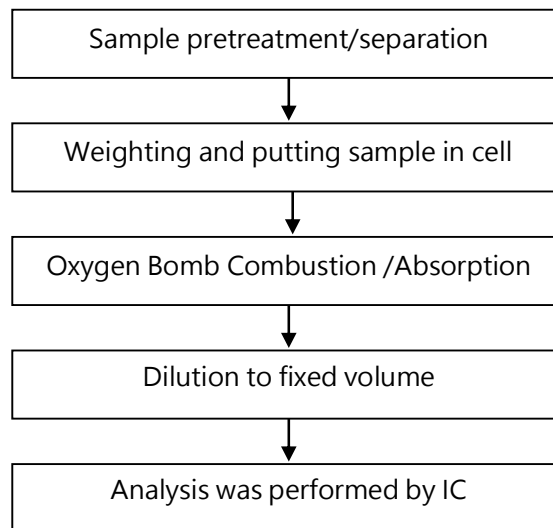 Sample pretreatment/separation
Weighting and putting sample in cell
Oxygen Bomb Combustion /Absorption
Dilution to fixed volume
Analysis was performed by IC